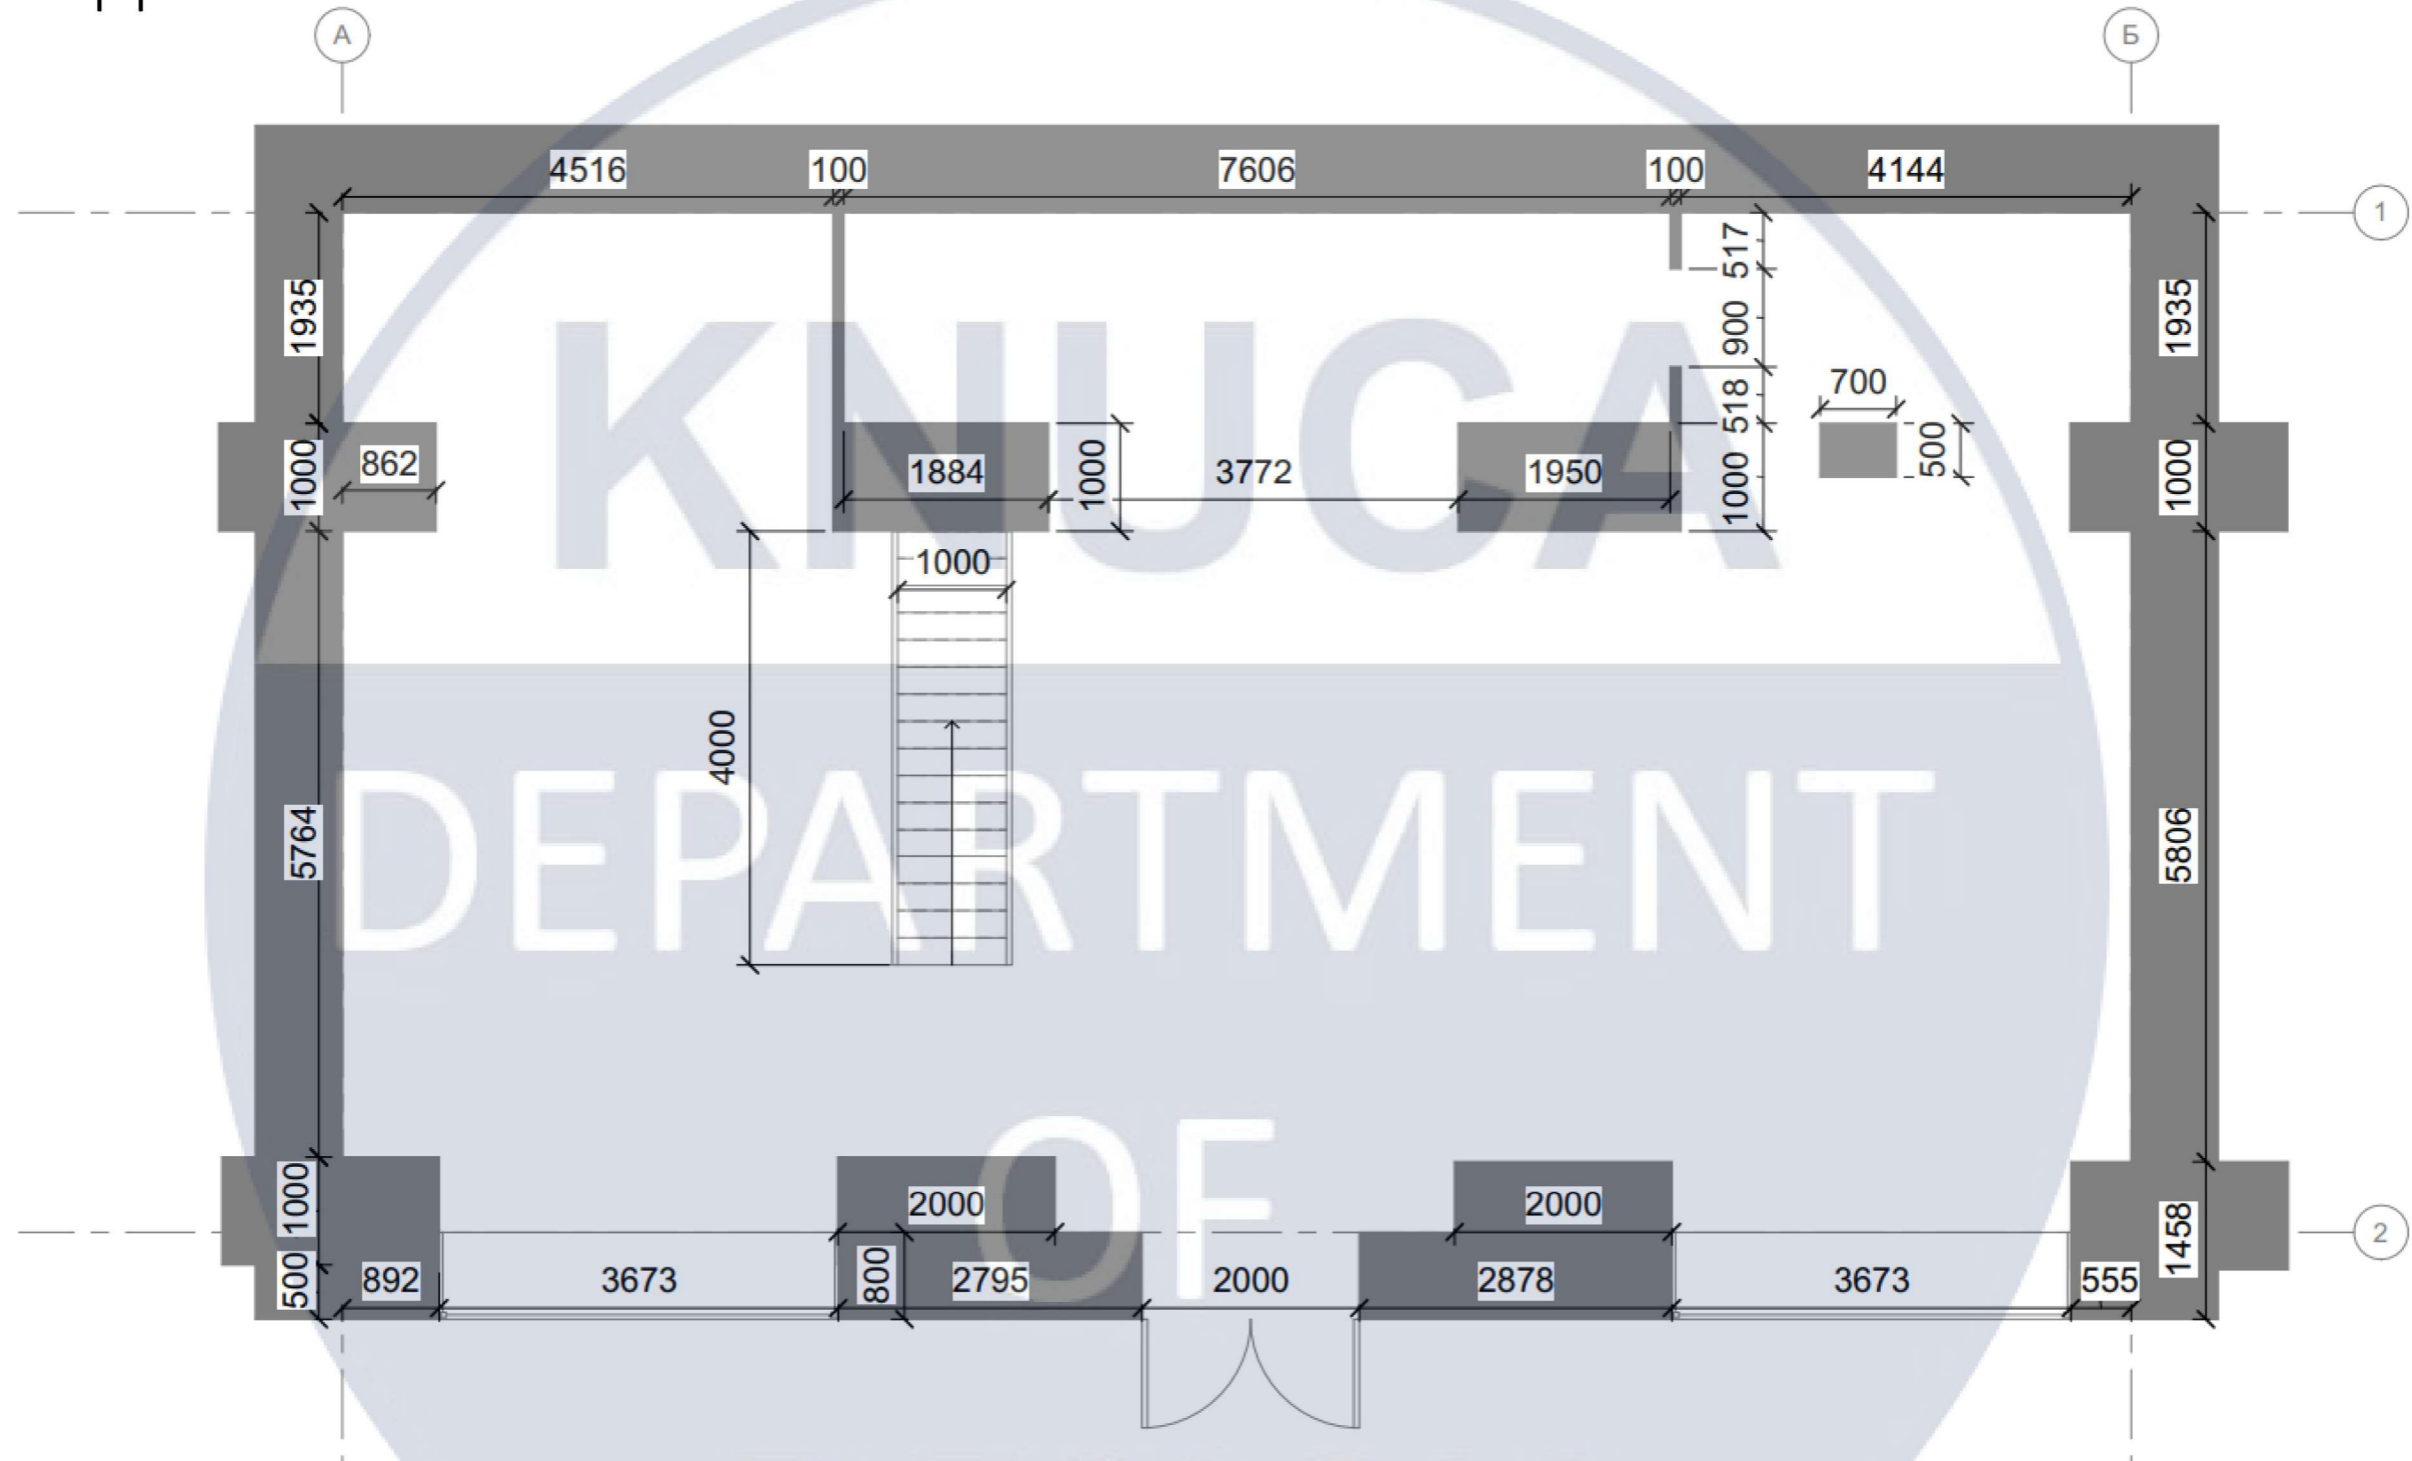 А Б
4516 100 7606 100 4144
1
517
1935 900 1935
518 700
862 1884 1000 3772 1950 500
1000 1000 1000
1000
KNUCA
4000
5764 5806
DEPARTMENT
OF
1000 2000 2000 1458
2
500 892 3673 800 2795 2000 2878 3673 555